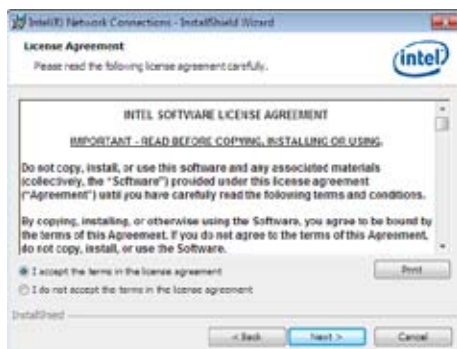 Intel(R) Network Connections - InstallShield Wizard
License Agreement
Please read the following license agreement carefully.
intel
INTEL SOFTWARE LICENSE AGREEMENT
IMPORTANT - READ BEFORE COPYING, INSTALLING OR USING.
Do not copy, install, or use this software and any associated materials
(collectively, the "Software") provided under this license agreement
("Agreement") until you have carefully read the following terms and conditions.
By copying, installing, or otherwise using the Software, you agree to be bound by
the terms of this Agreement. If you do not agree to the terms of this Agreement,
do not copy, install, or use the Software.
I accept the terms in the license agreement
Print
I do not accept the terms in the license agreement
InstallShield
< Back
Next >
Cancel